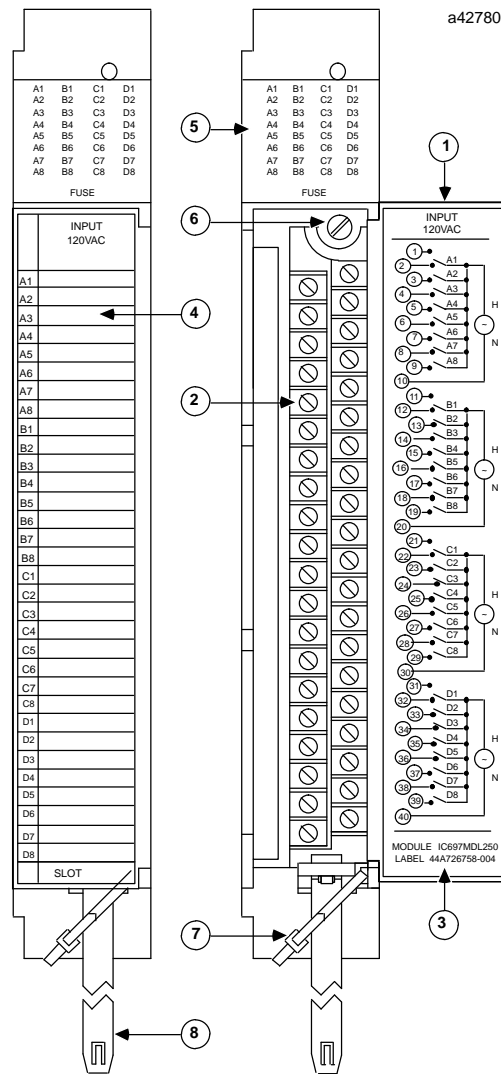 a42780
A1 B1 C1 D1
A2 B2 C2 D2
A3 B3 C3 D3
A4 B4 C4 D4
A5 B5 C5 D5
A6 B6 C6 D6
A7 B7 C7 D7
A8 B8 C8 D8
FUSE
INPUT
120VAC
A1
A2
A3
A4
A5
A6
A7
A8
B1
B2
B3
B4
B5
B6
B7
B8
C1
C2
C3
C4
C5
C6
C7
C8
D1
D2
D3
D4
D5
D6
D7
D8
SLOT
A1 B1 C1 D1
A2 B2 C2 D2
A3 B3 C3 D3
A4 B4 C4 D4
A5 B5 C5 D5
A6 B6 C6 D6
A7 B7 C7 D7
A8 B8 C8 D8
FUSE
5
6
4
2
7
8
1
INPUT
120VAC
1
2 A1
3 A2
4 A3
5 A4 H
6 A5 ~
7 A6
8 A7 N
9 A8
10
11
12 B1
13 B2
14 B3
15 B4 H
16 B5 ~
17 B6
18 B7 N
19 B8
20
21
22 C1
23 C2
24 C3
25 C4 H
26 C5 ~
27 C6
28 C7 N
29 C8
30
31
32 D1
33 D2
34 D3
35 D4 H
36 D5 ~
37 D6
38 D7 N
39 D8
40
MODULE IC697MDL250
LABEL 44A726758-004
3